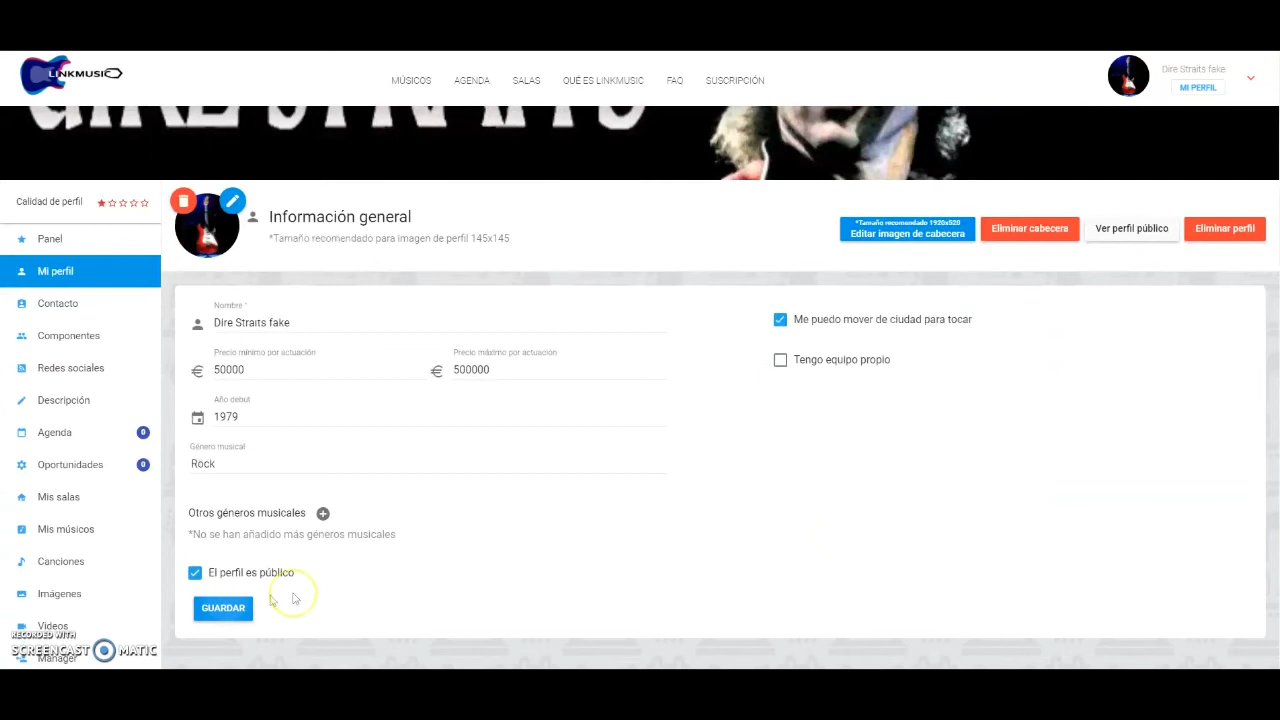 LINKMUSIC
MÚSICOS AGENDA SALAS QUÉ ES LINKMUSIC FAQ SUSCRIPCIÓN
Dire Straits fake
MI PERFIL
Calidad de perfil
Panel
Mi perfil
Contacto
Componentes
Redes sociales
Descripción
Agenda 0
Oportunidades 0
Mis salas
Mis músicos
Canciones
Imágenes
Videos
Manager
RECORDED WITH
SCREENCAST MATIC
Información general
*Tamaño recomendado para Imagen de perfil 145x145
*Tamaño recomendado 1920x520
Editar imagen de cabecera
Eliminar cabecera
Ver perfil público
Eliminar perfil
Nombre *
Dire Straits fake
Precio mínimo por actuación
50000
Precio máximo por actuación
500000
Año debut
1979
Género musical
Rock
Otros géneros musicales
*No se han añadido más géneros musicales
El perfil es público
GUARDAR
Me puedo mover de ciudad para tocar
Tengo equipo propio